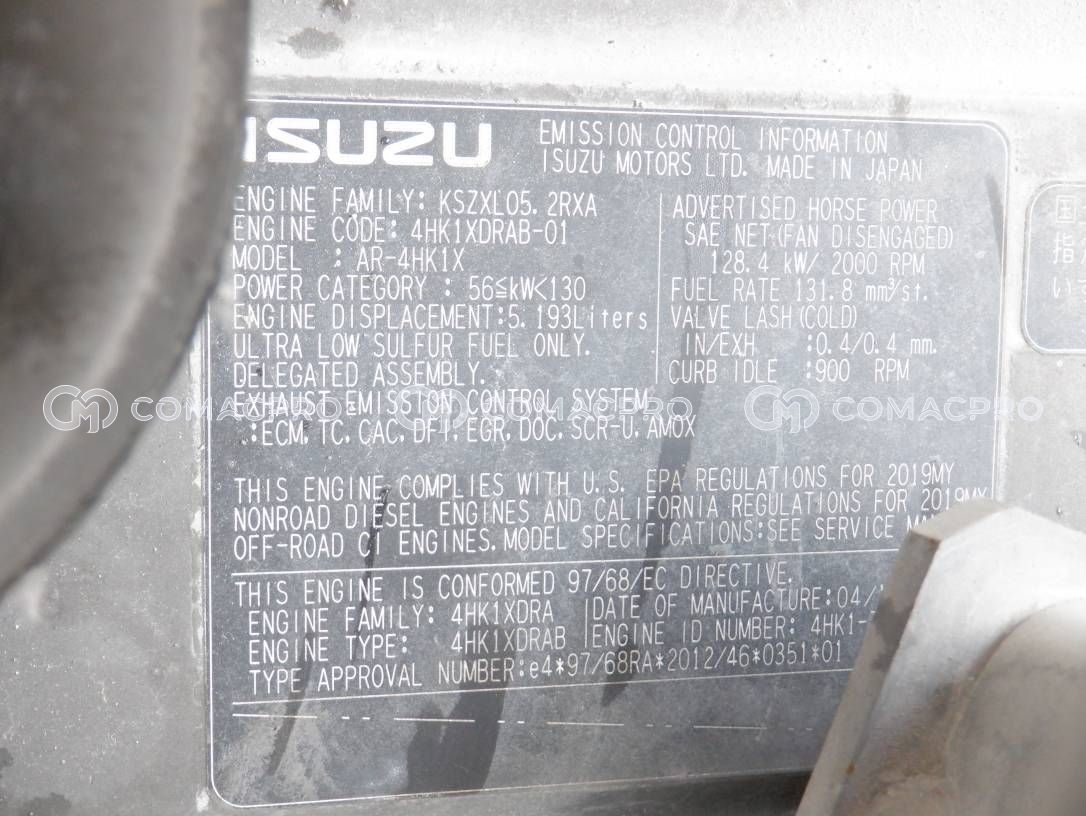 ISUZU
EMISSION CONTROL INFORMATION
ISUZU MOTORS LTD. MADE IN JAPAN
ENGINE FAMILY: KSZXL05.2RXA
ENGINE CODE: 4HK1XDRAB-01
MODEL : AR-4HK1X
POWER CATEGORY : 56≦kW<130
ENGINE DISPLACEMENT:5.193Liters
ULTRA LOW SULFUR FUEL ONLY.
DELEGATED ASSEMBLY.
EXHAUST EMISSION CONTROL SYSTEM
:ECM, TC, CAC, DFI, EGR, DOC, SCR-U, AMOX
ADVERTISED HORSE POWER
SAE NET(FAN DISENGAGED)
128.4 kW/ 2000 RPM
FUEL RATE 131.8 mm³/st.
VALVE LASH(COLD)
IN/EXH :0.4/0.4 mm.
CURB IDLE :900 RPM
THIS ENGINE COMPLIES WITH U.S. EPA REGULATIONS FOR 2019MY
NONROAD DIESEL ENGINES AND CALIFORNIA REGULATIONS FOR 2019MY
OFF-ROAD CI ENGINES. MODEL SPECIFICATIONS:SEE SERVICE
THIS ENGINE IS CONFORMED 97/68/EC DIRECTIVE.
ENGINE FAMILY: 4HK1XDRA DATE OF MANUFACTURE:04/
ENGINE TYPE: 4HK1XDRAB ENGINE ID NUMBER: 4HK1-
TYPE APPROVAL NUMBER:e4*97/68RA*2012/46*0351*01
指
い
COMACPRO COMACPRO COMACPRO